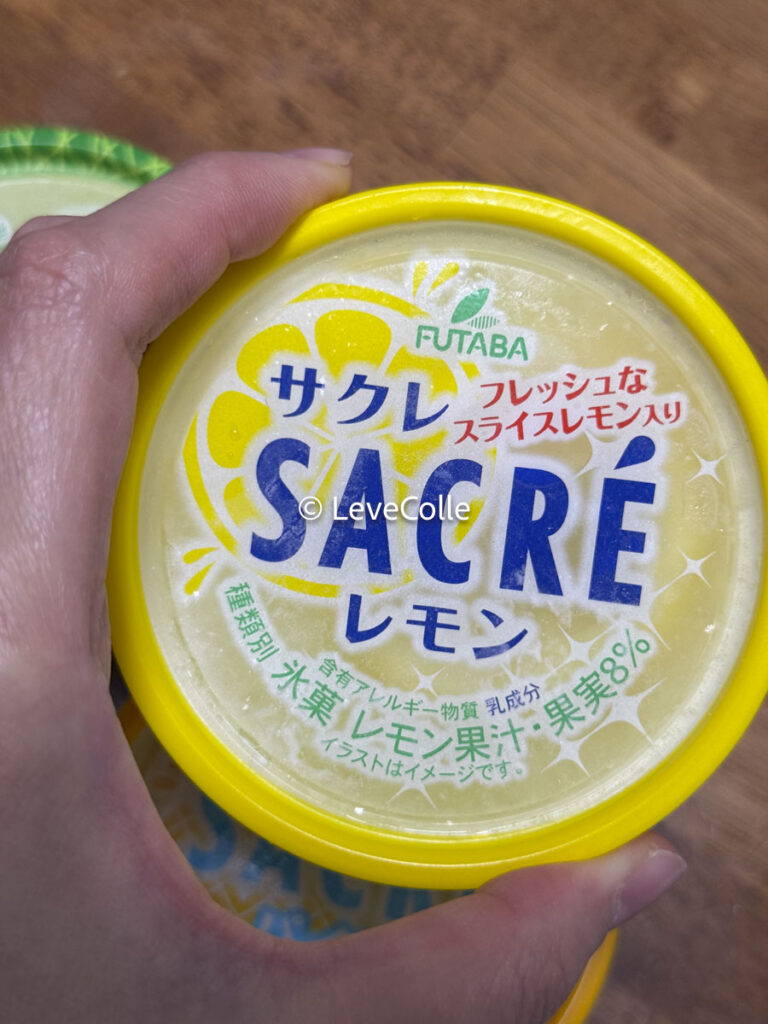 FUTABA
サクレ
フレッシュな
スライスレモン入り
SACRÉ
© LeveColle
レモン
種類別 氷菓 レモン果汁・果実8%
含有アレルギー物質 乳成分
イラストはイメージです。
SAC